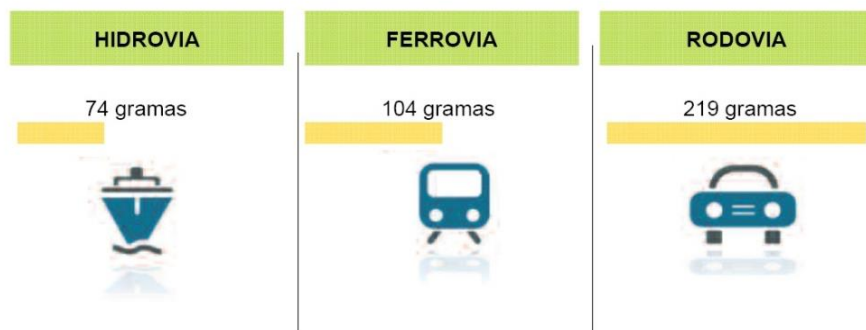 HIDROVIA
FERROVIA
RODOVIA
74 gramas
104 gramas
219 gramas